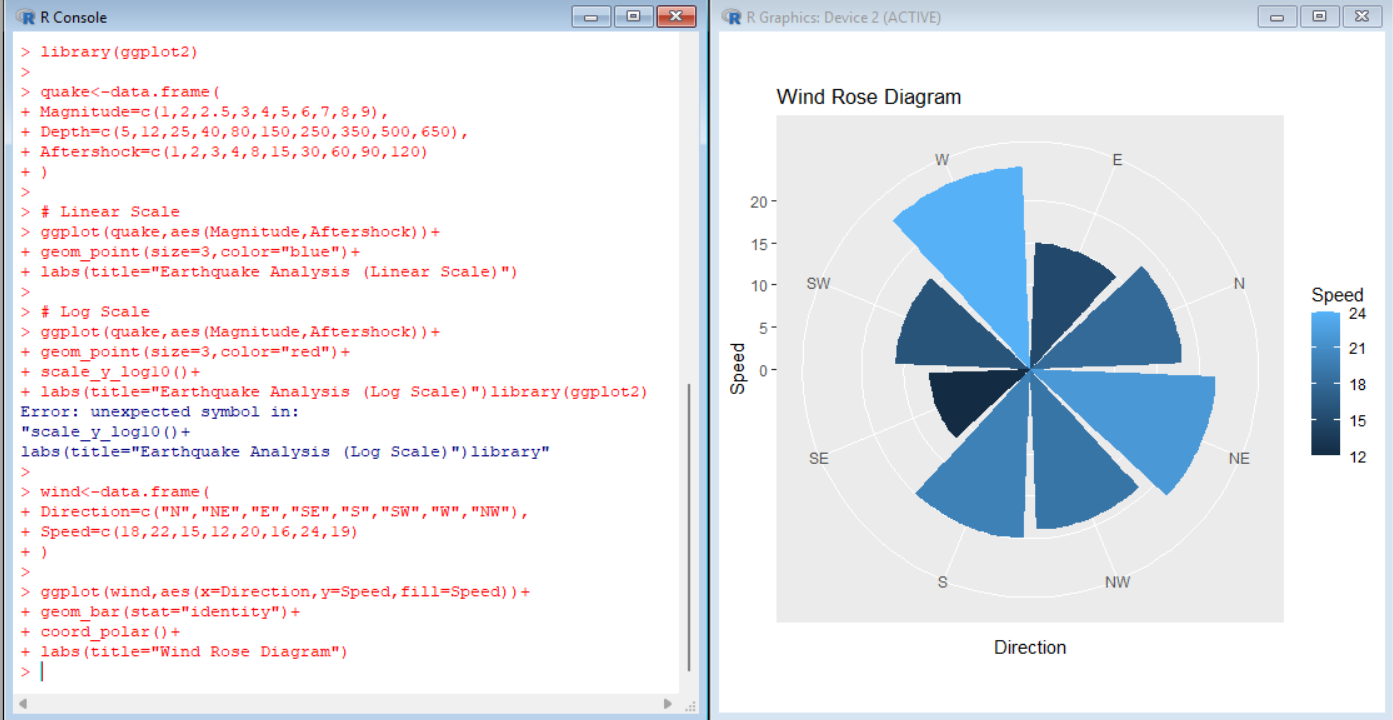 R Console
> library(ggplot2)
>
> quake<-data.frame(
+ Magnitude=c(1,2,2.5,3,4,5,6,7,8,9),
+ Depth=c(5,12,25,40,80,150,250,350,500,650),
+ Aftershock=c(1,2,3,4,8,15,30,60,90,120)
+ )
>
> # Linear Scale
> ggplot(quake,aes(Magnitude,Aftershock))+
+ geom_point(size=3,color="blue")+
+ labs(title="Earthquake Analysis (Linear Scale)")
>
> # Log Scale
> ggplot(quake,aes(Magnitude,Aftershock))+
+ geom_point(size=3,color="red")+
+ scale_y_log10()+
+ labs(title="Earthquake Analysis (Log Scale)")library(ggplot2)
Error: unexpected symbol in:
"scale_y_log10()+
labs(title="Earthquake Analysis (Log Scale)")library"
>
> wind<-data.frame(
+ Direction=c("N","NE","E","SE","S","SW","W","NW"),
+ Speed=c(18,22,15,12,20,16,24,19)
+ )
>
> ggplot(wind,aes(x=Direction,y=Speed,fill=Speed))+
+ geom_bar(stat="identity")+
+ coord_polar()+
+ labs(title="Wind Rose Diagram")
>
R Graphics: Device 2 (ACTIVE)
Wind Rose Diagram
W
E
20
15
10
5
0
Speed
SW
N
SE
NE
S
NW
Direction
Speed
24
21
18
15
12